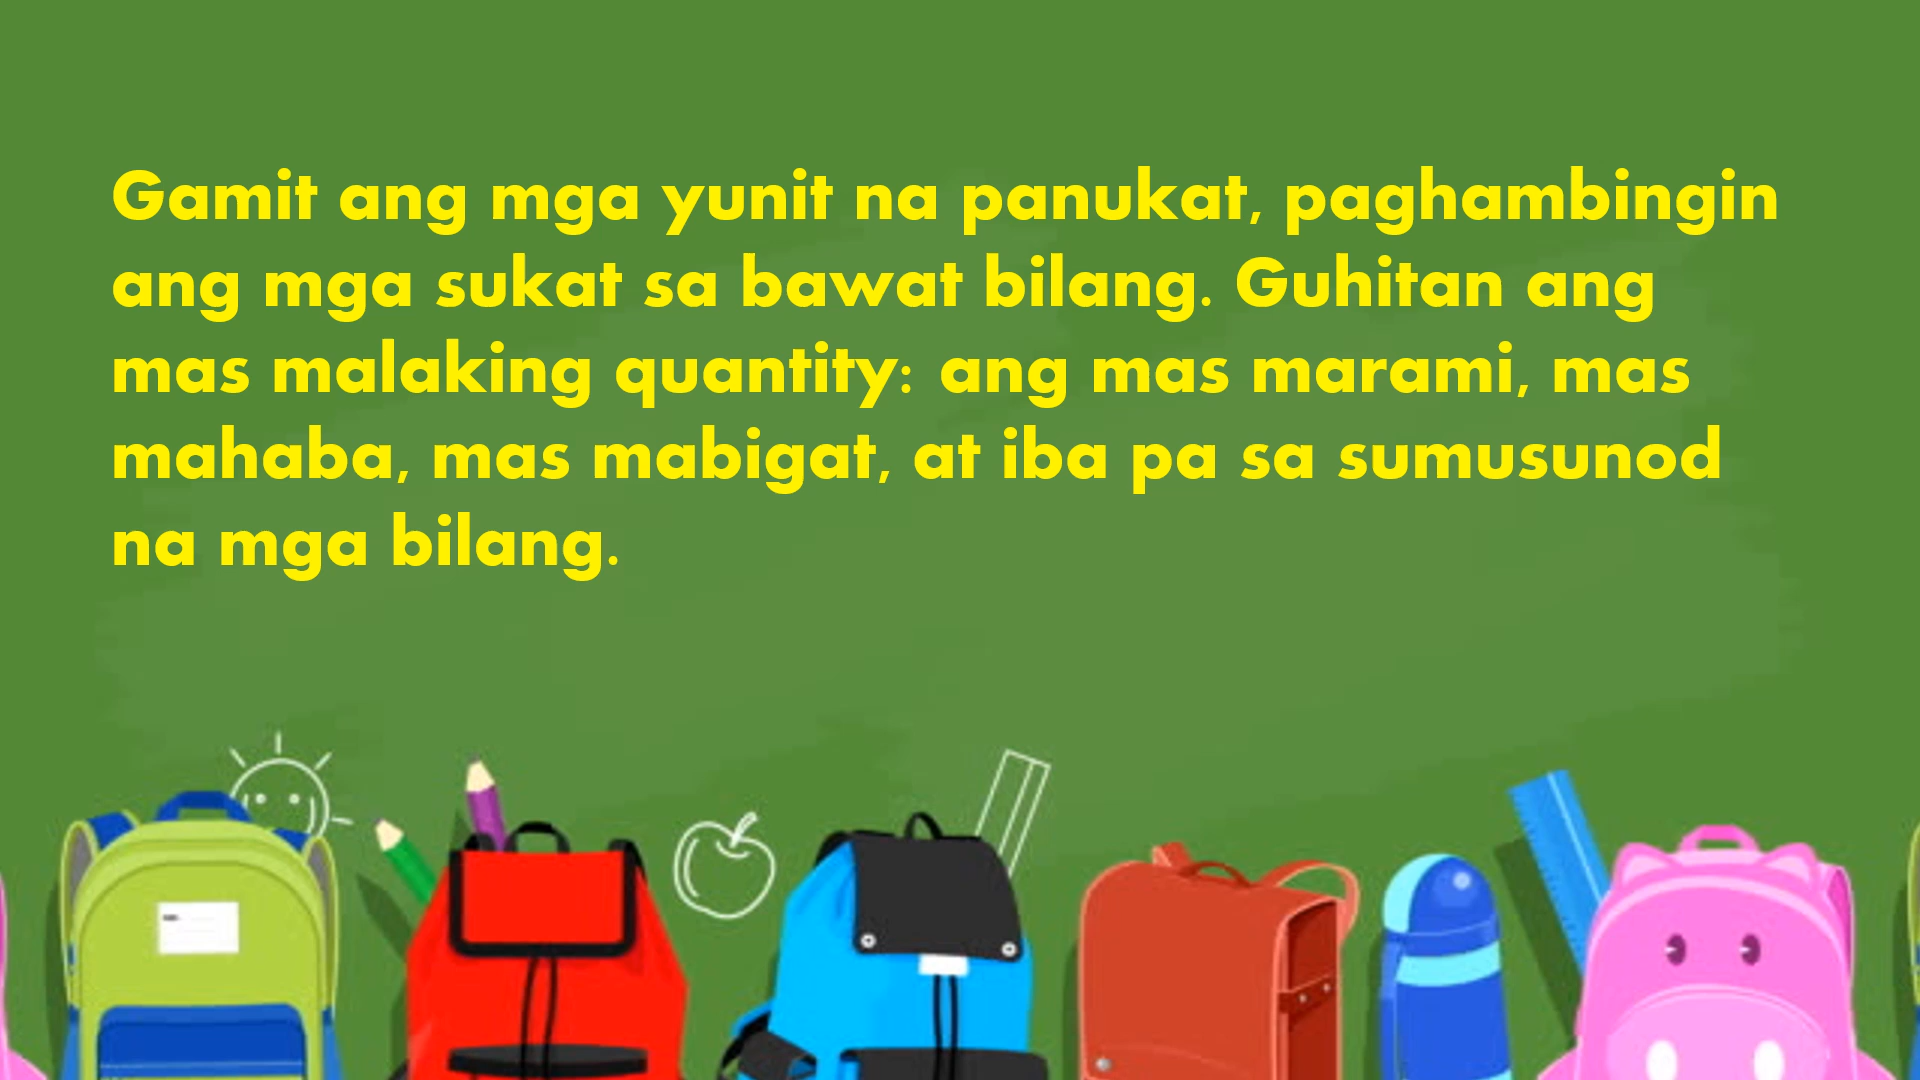 Gamit ang mga yunit na panukat, paghambingin
ang mga sukat sa bawat bilang. Guhitan ang
mas malaking quantity: ang mas marami, mas
mahaba, mas mabigat, at iba pa sa sumusunod
na mga bilang.